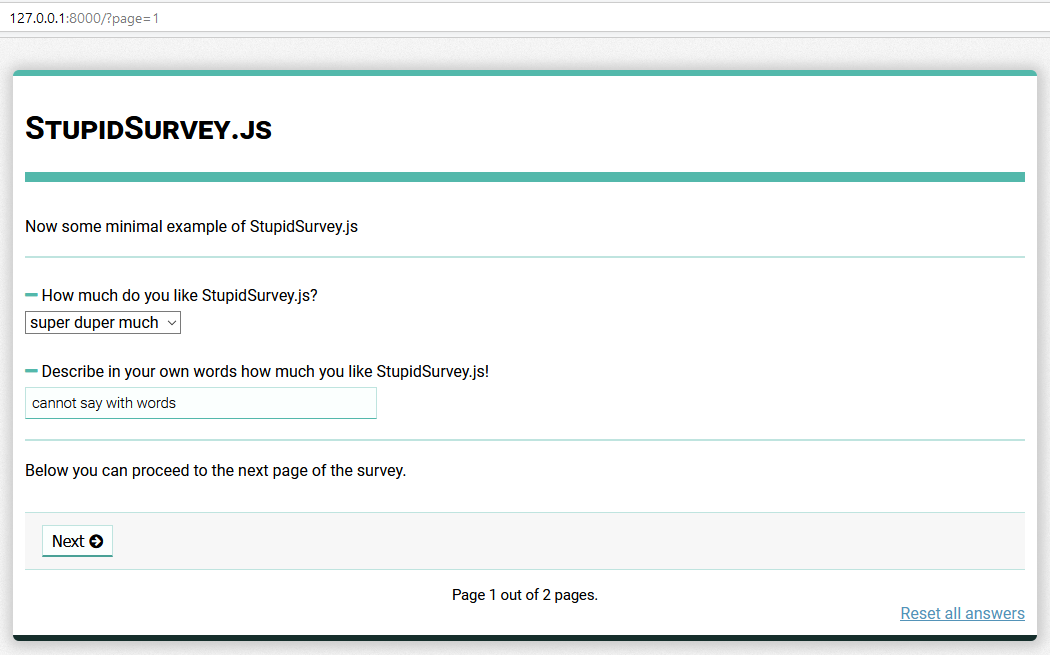 127.0.0.1:8000/?page=1
StupidSurvey.js
Now some minimal example of StupidSurvey.js
How much do you like StupidSurvey.js?
super duper much
Describe in your own words how much you like StupidSurvey.js!
cannot say with words
Below you can proceed to the next page of the survey.
Next
Page 1 out of 2 pages.
Reset all answers